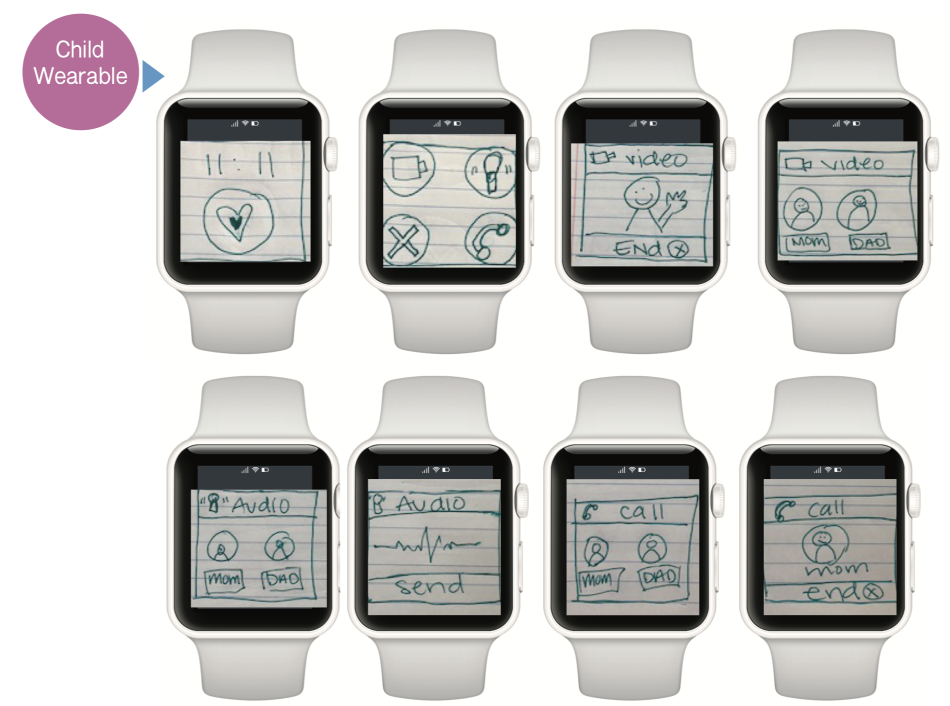 Child
Wearable
11:11
video
END
video
MOM
DAD
Audio
mom
DAD
Audio
send
call
mom
DAD
call
mom
end